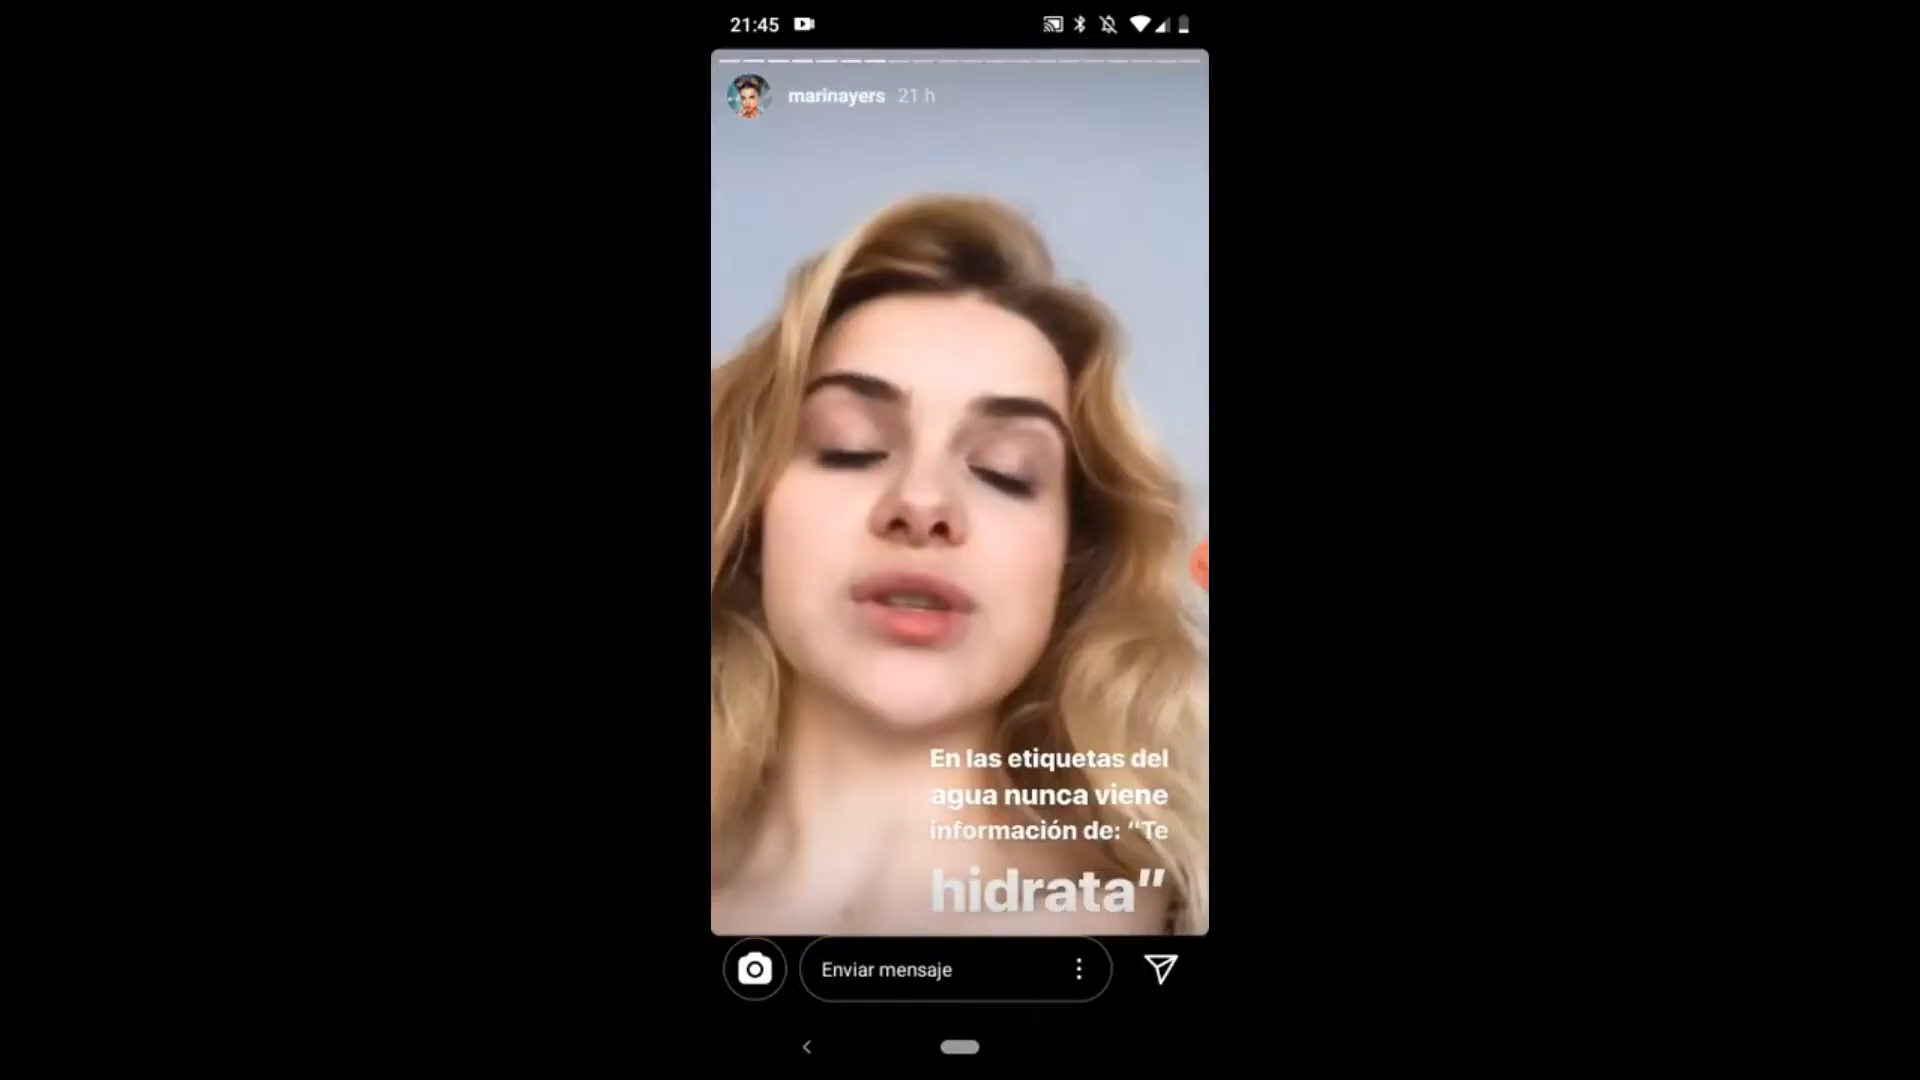 21:45
marinayers 21 h
En las etiquetas del
agua nunca viene
información de: “Te
hidrata”
Enviar mensaje